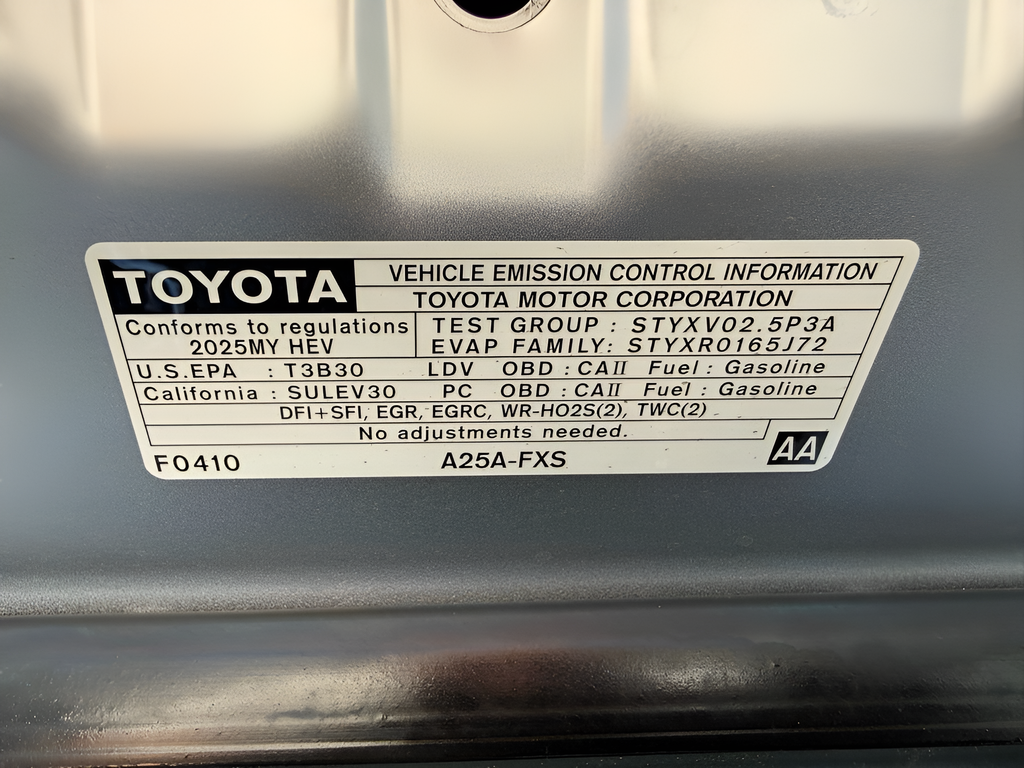 TOYOTA VEHICLE EMISSION CONTROL INFORMATION
TOYOTA MOTOR CORPORATION
Conforms to regulations
2025MY HEV
TEST GROUP : STYXV02.5P3A
EVAP FAMILY: STYXR0165J72
U.S.EPA : T3B30 LDV OBD : CAII Fuel : Gasoline
California : SULEV30 PC OBD : CAII Fuel : Gasoline
DFI+SFI, EGR, EGRC, WR-HO2S(2), TWC(2)
No adjustments needed.
F0410 A25A-FXS AA